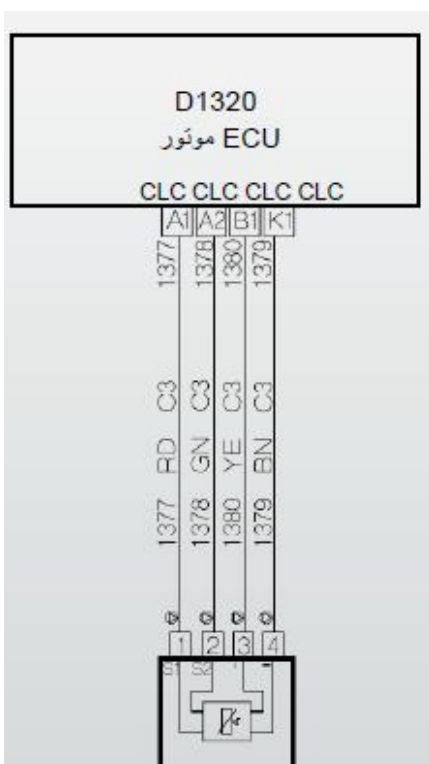 D1320
ECU موتور
CLC CLC CLC CLC
A1 A2 B1 K1
1377 1378 1380 1379
C3 C3 C3 C3
RD GN YE BN
1377 1378 1380 1379
1 2 3 4
S1 S2